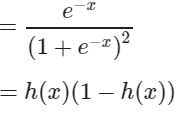 = e^{-x} / (1 + e^{-x})^2
= h(x)(1 − h(x))